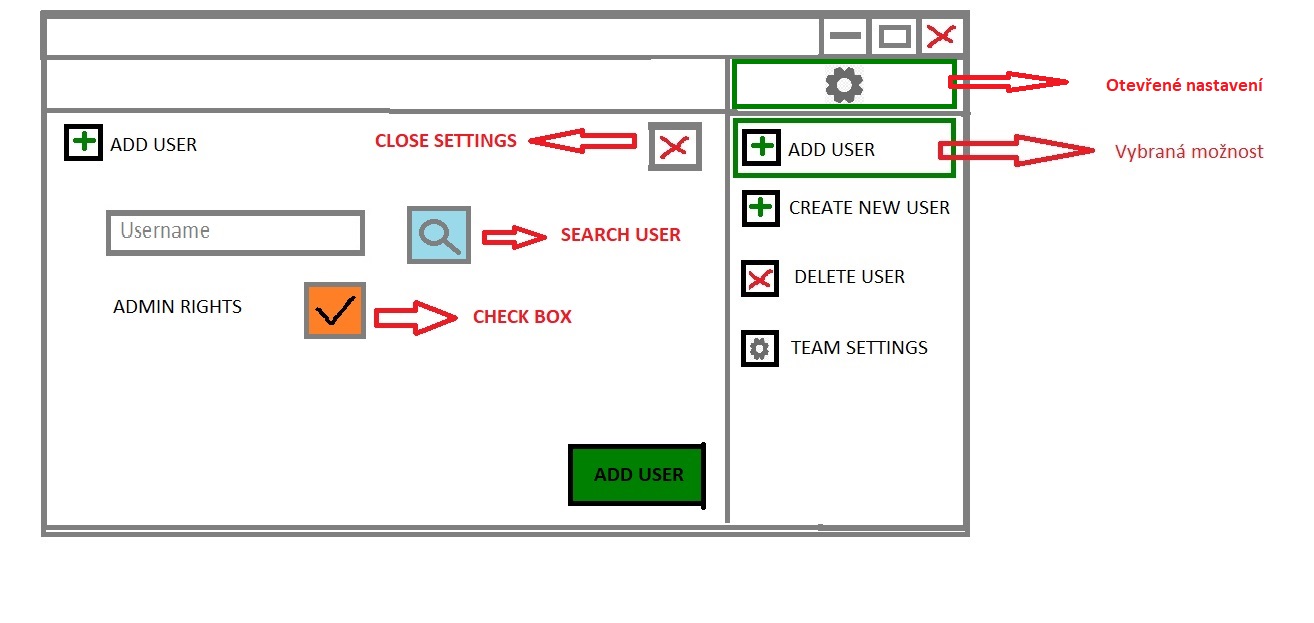 Otevřené nastavení
ADD USER
CLOSE SETTINGS
ADD USER
Vybraná možnost
Username
SEARCH USER
CREATE NEW USER
ADMIN RIGHTS
CHECK BOX
DELETE USER
TEAM SETTINGS
ADD USER